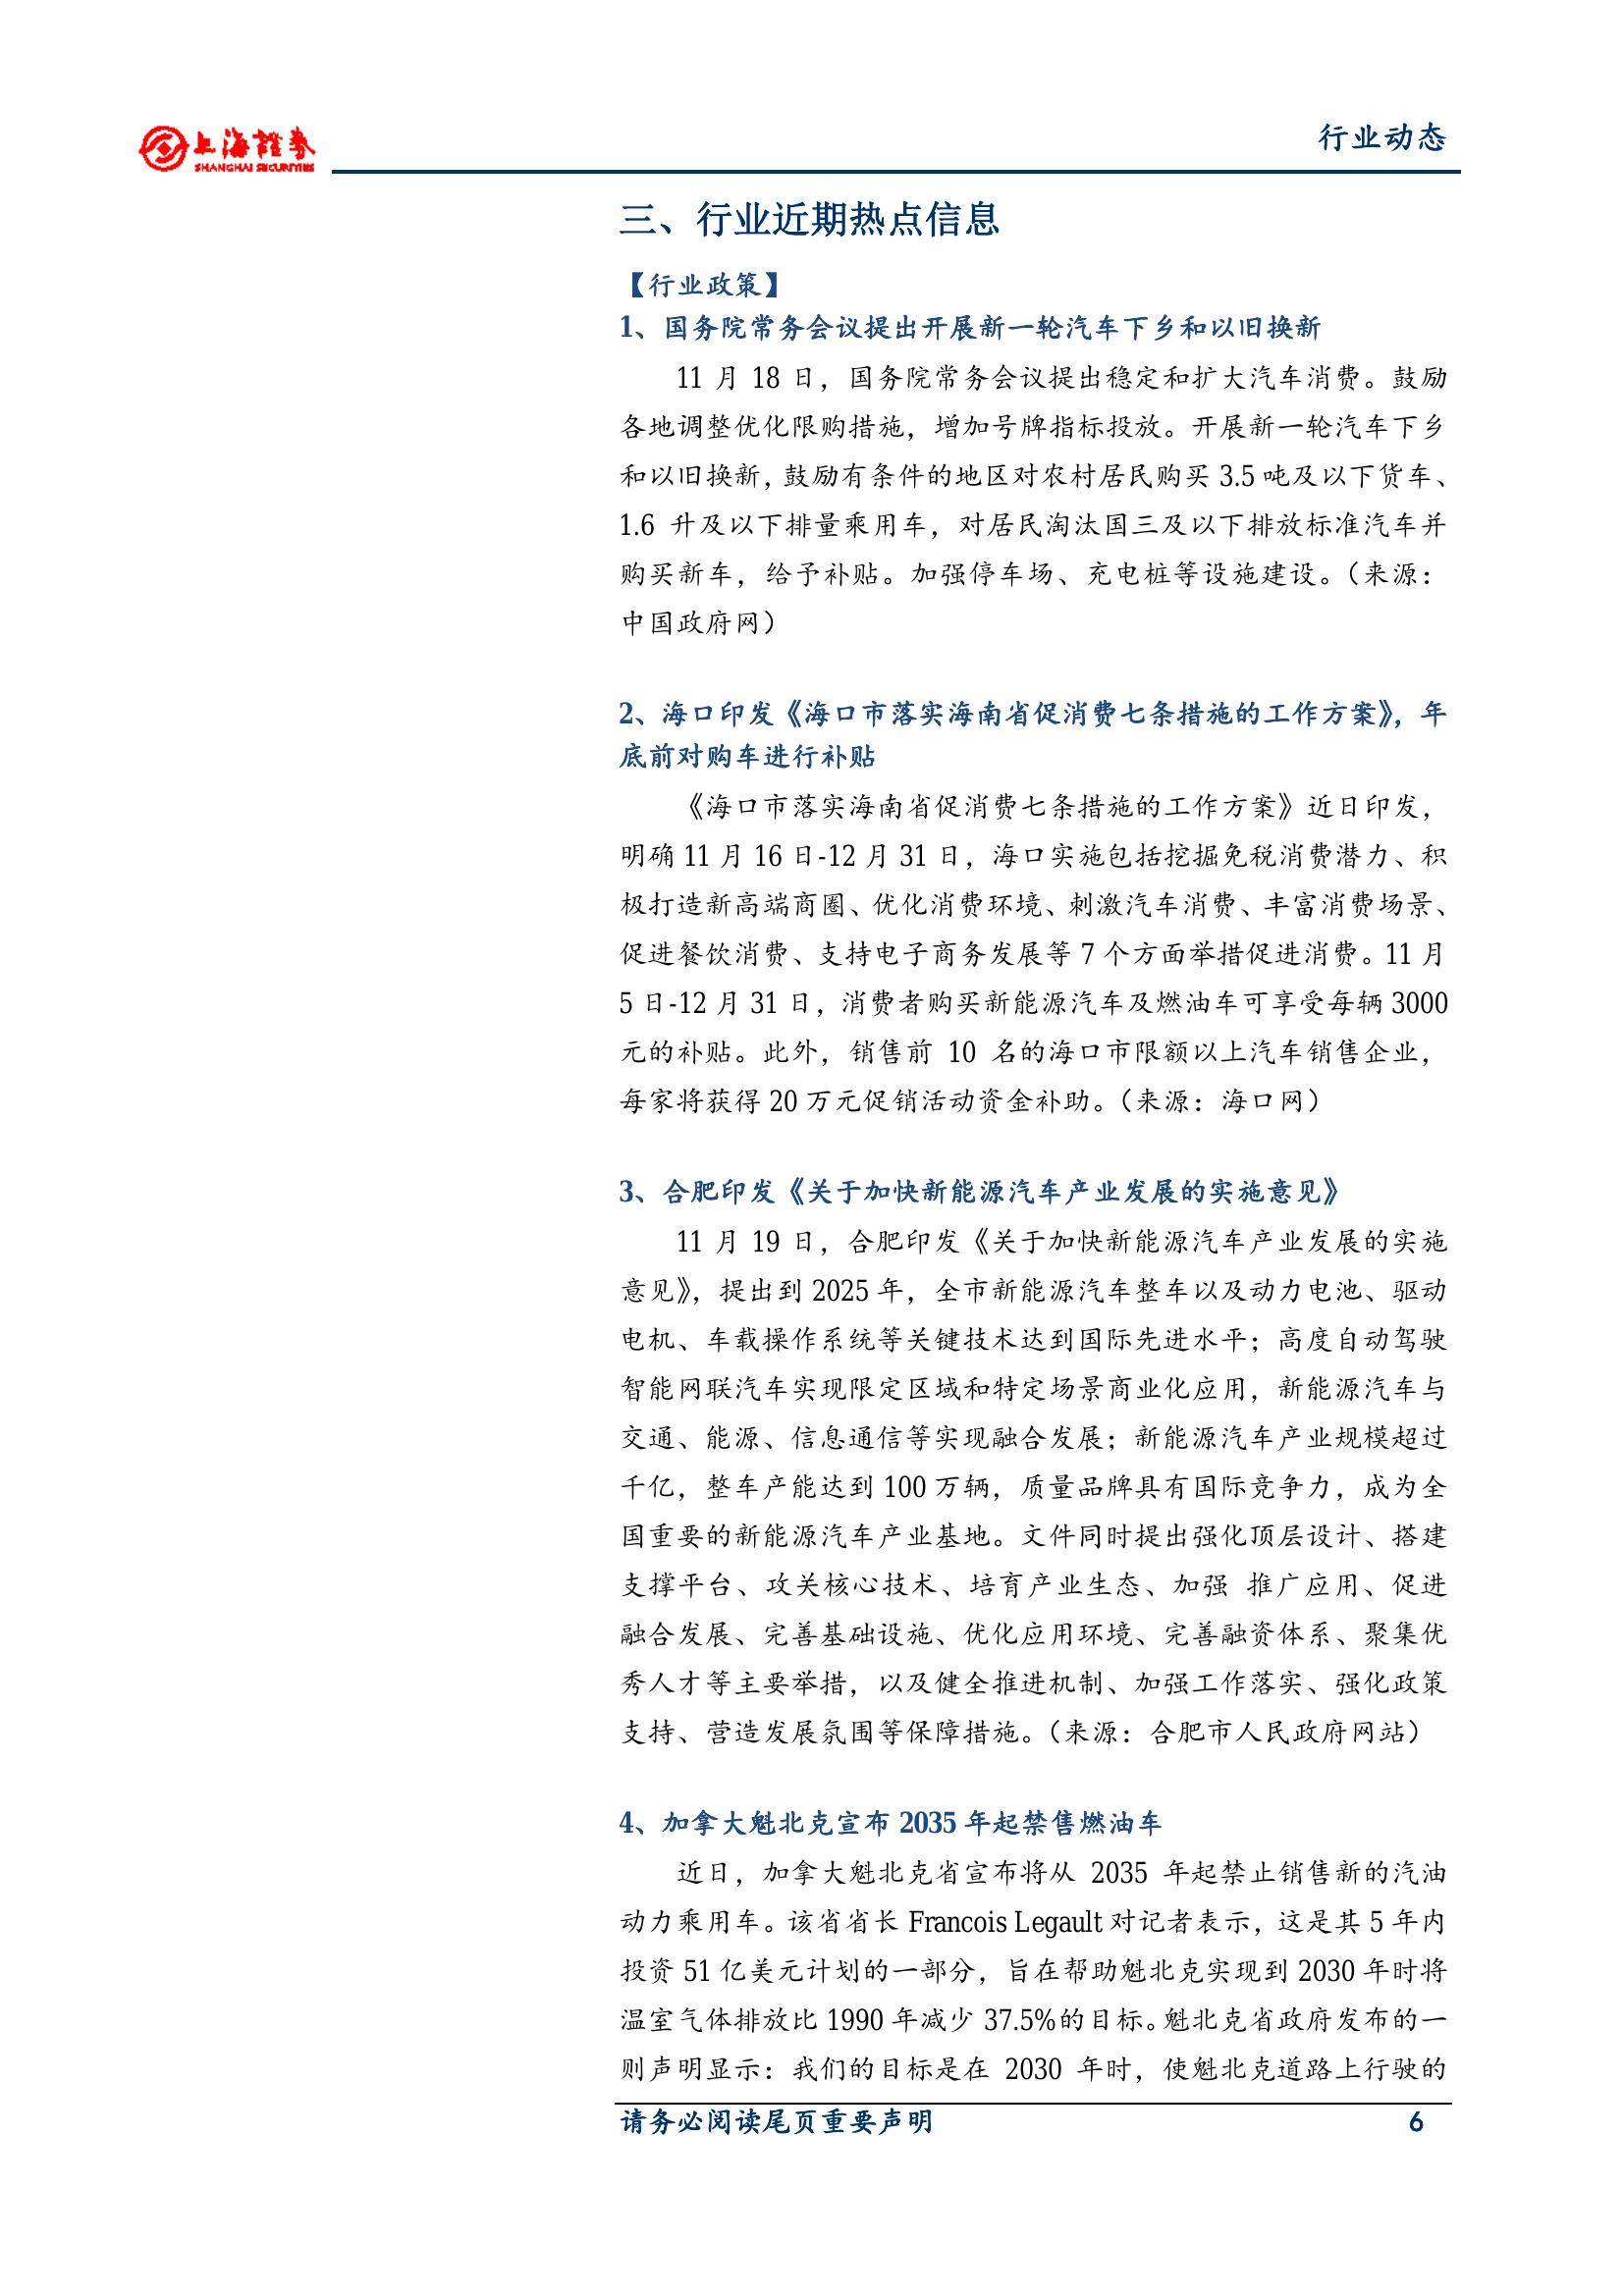 上海證券
SHANGHAI SECURITIES
行业动态
三、行业近期热点信息
【行业政策】
1、国务院常务会议提出开展新一轮汽车下乡和以旧换新
11 月 18 日，国务院常务会议提出稳定和扩大汽车消费。鼓励
各地调整优化限购措施，增加号牌指标投放。开展新一轮汽车下乡
和以旧换新，鼓励有条件的地区对农村居民购买 3.5 吨及以下货车、
1.6 升及以下排量乘用车，对居民淘汰国三及以下排放标准汽车并
购买新车，给予补贴。加强停车场、充电桩等设施建设。（来源：
中国政府网）
2、海口印发《海口市落实海南省促消费七条措施的工作方案》，年
底前对购车进行补贴
《海口市落实海南省促消费七条措施的工作方案》近日印发，
明确 11 月 16 日-12 月 31 日，海口实施包括挖掘免税消费潜力、积
极打造新高端商圈、优化消费环境、刺激汽车消费、丰富消费场景、
促进餐饮消费、支持电子商务发展等 7 个方面举措促进消费。11 月
5 日-12 月 31 日，消费者购买新能源汽车及燃油车可享受每辆 3000
元的补贴。此外，销售前 10 名的海口市限额以上汽车销售企业，
每家将获得 20 万元促销活动资金补助。（来源：海口网）
3、合肥印发《关于加快新能源汽车产业发展的实施意见》
11 月 19 日，合肥印发《关于加快新能源汽车产业发展的实施
意见》，提出到 2025 年，全市新能源汽车整车以及动力电池、驱动
电机、车载操作系统等关键技术达到国际先进水平；高度自动驾驶
智能网联汽车实现限定区域和特定场景商业化应用，新能源汽车与
交通、能源、信息通信等实现融合发展；新能源汽车产业规模超过
千亿，整车产能达到 100 万辆，质量品牌具有国际竞争力，成为全
国重要的新能源汽车产业基地。文件同时提出强化顶层设计、搭建
支撑平台、攻关核心技术、培育产业生态、加强 推广应用、促进
融合发展、完善基础设施、优化应用环境、完善融资体系、聚集优
秀人才等主要举措，以及健全推进机制、加强工作落实、强化政策
支持、营造发展氛围等保障措施。（来源：合肥市人民政府网站）
4、加拿大魁北克宣布 2035 年起禁售燃油车
近日，加拿大魁北克省宣布将从 2035 年起禁止销售新的汽油
动力乘用车。该省省长 Francois Legault 对记者表示，这是其 5 年内
投资 51 亿美元计划的一部分，旨在帮助魁北克实现到 2030 年时将
温室气体排放比 1990 年减少 37.5%的目标。魁北克省政府发布的一
则声明显示：我们的目标是在 2030 年时，使魁北克道路上行驶的
请务必阅读尾页重要声明
6